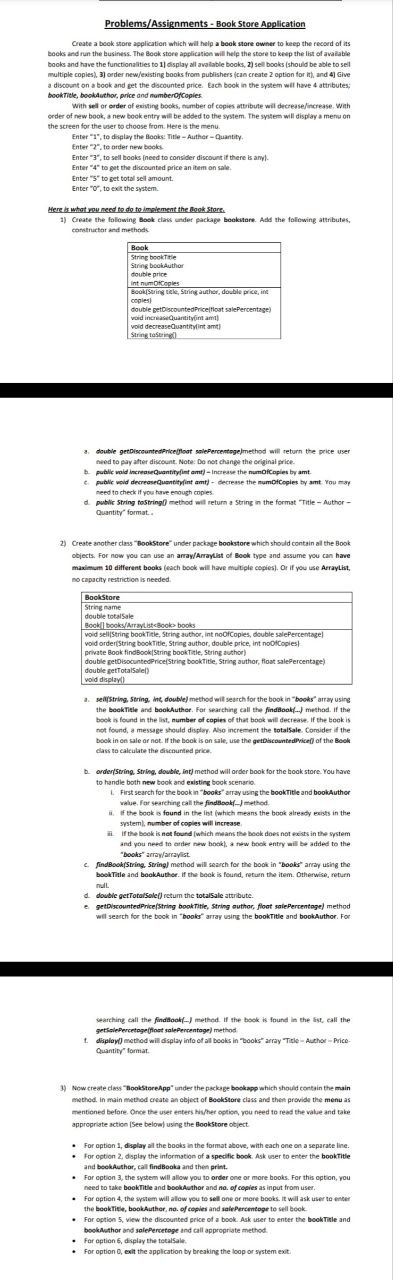 Problems/Assignments - Book Store Application
Create a book store application which will help a book store owner to keep the record of its
books and run the business. The Book store application will help the store to keep the list of available
books and have the functionalities to 1) display all available books, 2) sell books (should be able to sell
multiple copies), 3) order new/existing books from publishers (can create 2 option for it), and 4) Give
a discount on a book and get the discounted price. Each book in the system will have 4 attributes;
bookTitle, bookAuthor, price and numberOfCopies.
With sell or order of existing books, number of copies attribute will decrease/increase. With
order of new book, a new book entry will be added to the system. The system will display a menu on
the screen for the user to choose from. Here is the menu.
Enter "1", to display the Books: Title – Author – Quantity.
Enter "2", to order new books.
Enter "3", to sell books (need to consider discount if there is any).
Enter "4" to get the discounted price an item on sale.
Enter "5" to get total sell amount.
Enter "0", to exit the system.
Here is what you need to do to implement the Book Store.
1) Create the following Book class under package bookstore. Add the following attributes,
constructor and methods.
Book
String bookTitle
String bookAuthor
double price
int numOfCopies
Book(String title, String author, double price, int
copies)
double getDiscountedPrice(float salePercentage)
void increaseQuantity(int amt)
void decreaseQuantity(int amt)
String toString()
a. double getDiscountedPrice(float salePercentage)method will return the price user
need to pay after discount. Note: Do not change the original price.
b. public void increaseQuantity(int amt) – Increase the numOfCopies by amt.
c. public void decreaseQuantity(int amt) - decrease the numOfCopies by amt. You may
need to check if you have enough copies.
d. public String toString() method will return a String in the format "Title – Author –
Quantity" format. .
2) Create another class "BookStore" under package bookstore which should contain all the Book
objects. For now you can use an array/ArrayList of Book type and assume you can have
maximum 10 different books (each book will have multiple copies). Or if you use ArrayList,
no capacity restriction is needed.
BookStore
String name
double totalSale
Book[] books/ArrayList<Book> books
void sell(String bookTitle, String author, int noOfCopies, double salePercentage)
void order(String bookTitle, String author, double price, int noOfCopies)
private Book findBook(String bookTitle, String author)
double getDisocuntedPrice(String bookTitle, String author, float salePercentage)
double getTotalSale()
void display()
a. sell(String, String, int, double) method will search for the book in "books" array using
the bookTitle and bookAuthor. For searching call the findBook(...) method. If the
book is found in the list, number of copies of that book will decrease. If the book is
not found, a message should display. Also increment the totalSale. Consider if the
book in on sale or not. If the book is on sale, use the getDiscountedPrice() of the Book
class to calculate the discounted price.
b. order(String, String, double, int) method will order book for the book store. You have
to handle both new book and existing book scenario.
i. First search for the book in "books" array using the bookTitle and bookAuthor
value. For searching call the findBook(...) method.
ii. If the book is found in the list (which means the book already exists in the
system), number of copies will increase.
iii. If the book is not found (which means the book does not exists in the system
and you need to order new book), a new book entry will be added to the
"books" array/arraylist.
c. findBook(String, String) method will search for the book in "books" array using the
bookTitle and bookAuthor. If the book is found, return the item. Otherwise, return
null.
d. double getTotalSale() return the totalSale attribute.
e. getDiscountedPrice(String bookTitle, String author, float salePercentage) method
will search for the book in "books" array using the bookTitle and bookAuthor. For
searching call the findBook(...) method. If the book is found in the list, call the
getSalePercetage(float salePercentage) method.
f. display() method will display info of all books in "books" array "Title – Author – Price-
Quantity" format.
3) Now create class "BookStoreApp" under the package bookapp which should contain the main
method. In main method create an object of BookStore class and then provide the menu as
mentioned before. Once the user enters his/her option, you need to read the value and take
appropriate action (See below) using the BookStore object.
• For option 1, display all the books in the format above, with each one on a separate line.
• For option 2, display the information of a specific book. Ask user to enter the bookTitle
and bookAuthor, call findBooka and then print.
• For option 3, the system will allow you to order one or more books. For this option, you
need to take bookTitle and bookAuthor and no. of copies as input from user.
• For option 4, the system will allow you to sell one or more books. It will ask user to enter
the bookTitle, bookAuthor, no. of copies and salePercentage to sell book.
• For option 5, view the discounted price of a book. Ask user to enter the bookTitle and
bookAuthor and salePercetage and call appropriate method.
• For option 6, display the totalSale.
• For option 0, exit the application by breaking the loop or system exit.